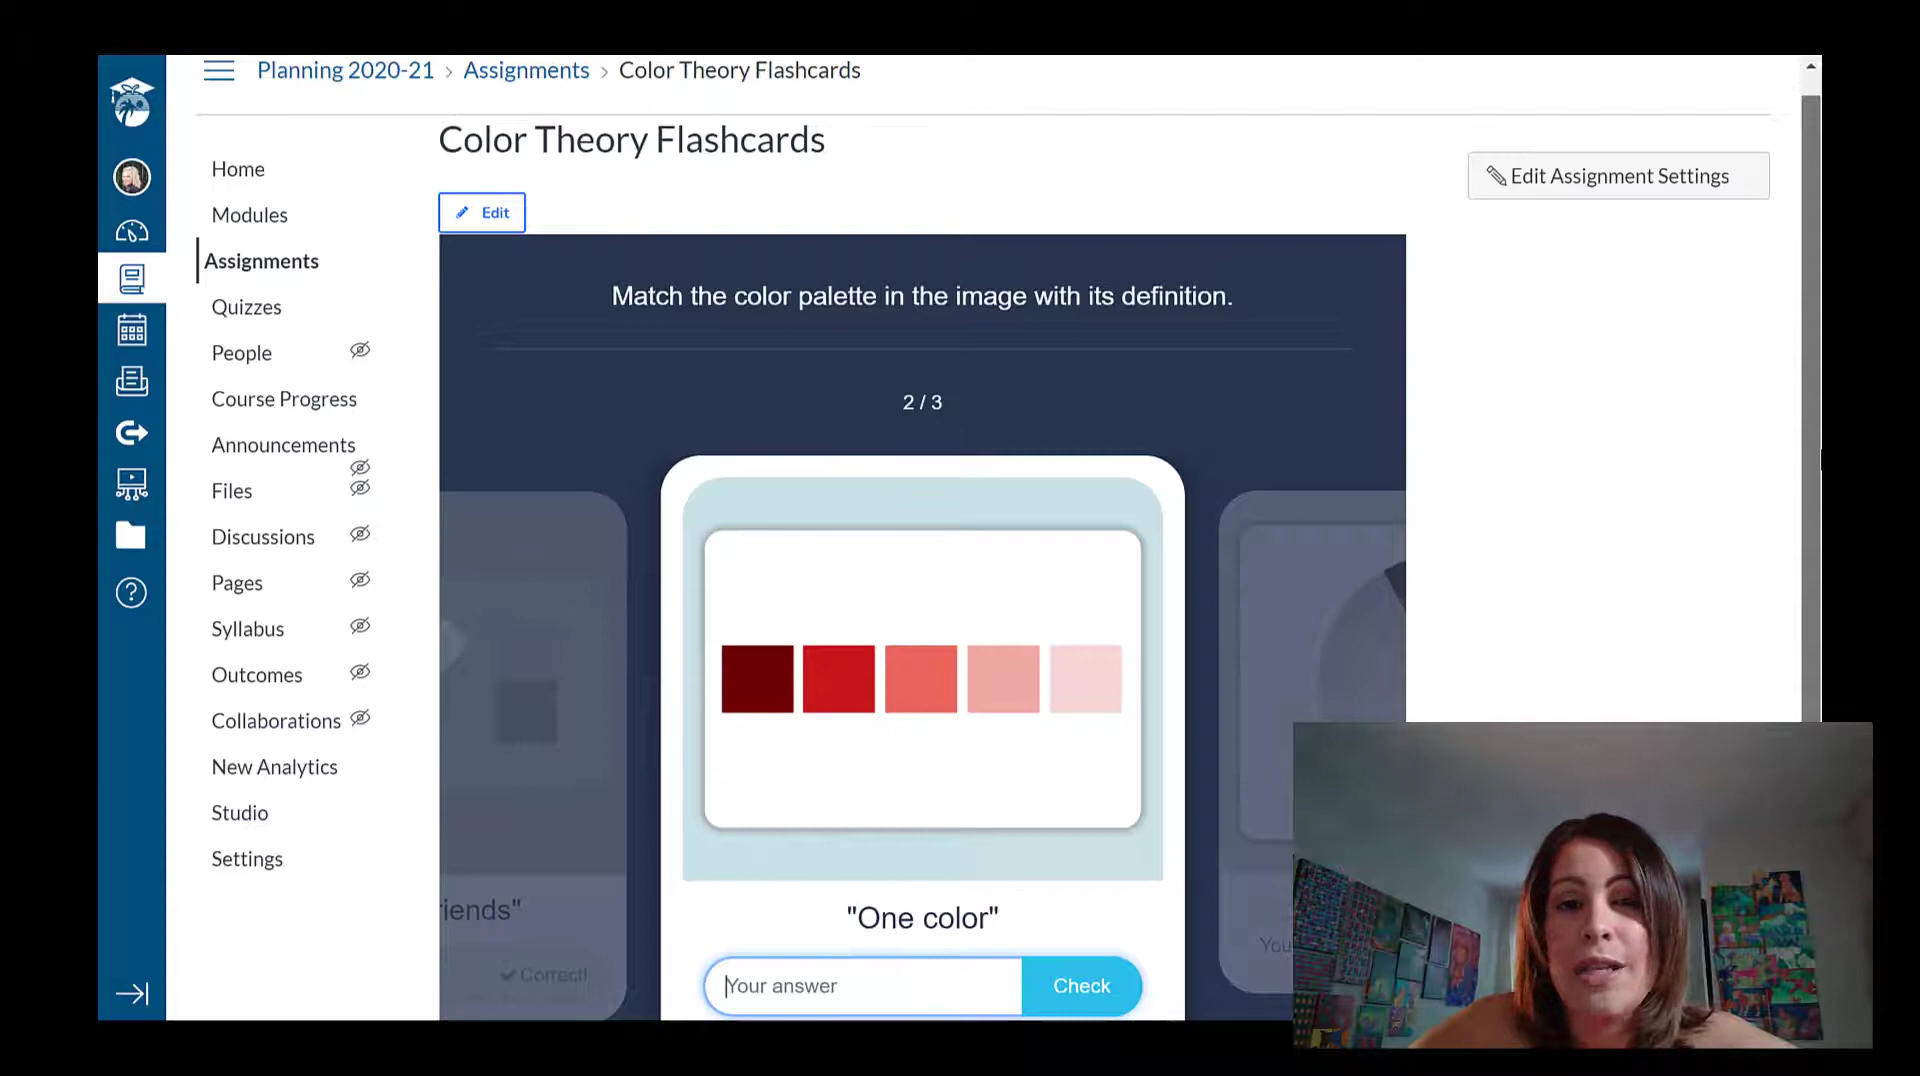 Planning 2020-21 > Assignments > Color Theory Flashcards
Color Theory Flashcards
Edit Assignment Settings
Home
Modules
Assignments
Quizzes
People
Course Progress
Announcements
Files
Discussions
Pages
Syllabus
Outcomes
Collaborations
New Analytics
Studio
Settings
Edit
Match the color palette in the image with its definition.
2 / 3
iends"
Correct!
"One color"
Your answer
Check
You